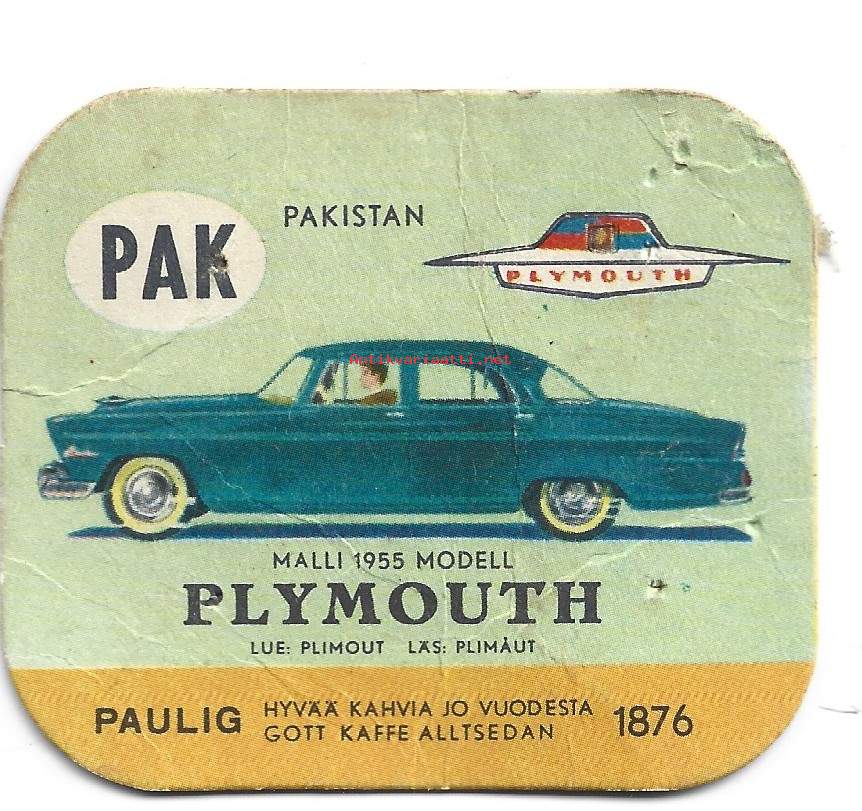 PAK
PAKISTAN
PLYMOUTH
Antikvariaatti.net
MALLI 1955 MODELL
PLYMOUTH
LUE: PLIMOUT LÄS: PLIMÅUT
PAULIG HYVÄÄ KAHVIA JO VUODESTA 1876
GOTT KAFFE ALLTSEDAN